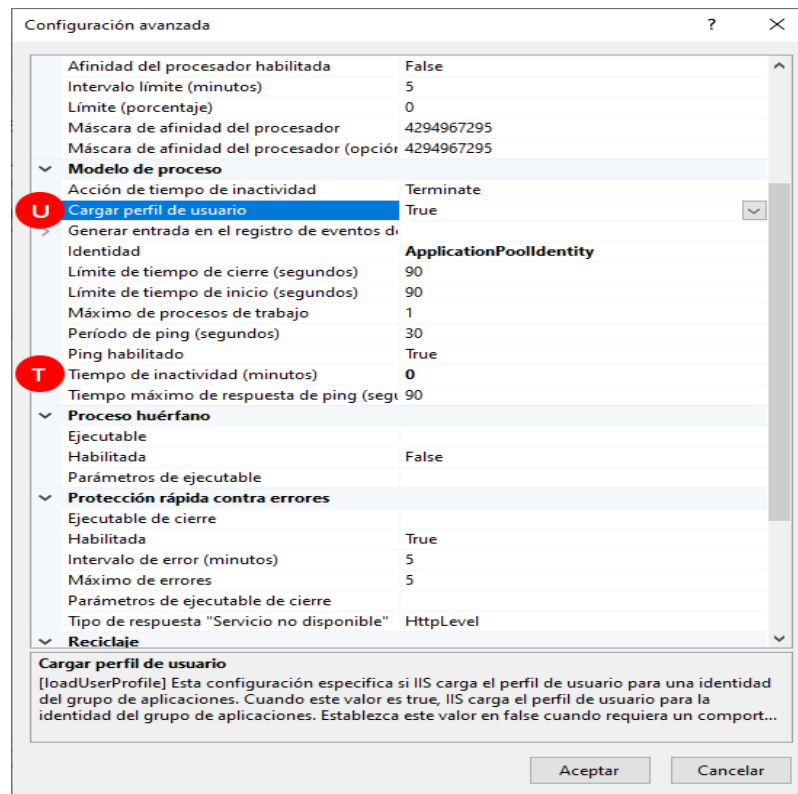 Configuración avanzada ?
Afinidad del procesador habilitada False
Intervalo límite (minutos) 5
Límite (porcentaje) 0
Máscara de afinidad del procesador 4294967295
Máscara de afinidad del procesador (opción 4294967295
Modelo de proceso
Acción de tiempo de inactividad Terminate
U Cargar perfil de usuario True
Generar entrada en el registro de eventos de
Identidad ApplicationPoolIdentity
Límite de tiempo de cierre (segundos) 90
Límite de tiempo de inicio (segundos) 90
Máximo de procesos de trabajo 1
Período de ping (segundos) 30
Ping habilitado True
T Tiempo de inactividad (minutos) 0
Tiempo máximo de respuesta de ping (segu 90
Proceso huérfano
Ejecutable
Habilitada False
Parámetros de ejecutable
Protección rápida contra errores
Ejecutable de cierre
Habilitada True
Intervalo de error (minutos) 5
Máximo de errores 5
Parámetros de ejecutable de cierre
Tipo de respuesta "Servicio no disponible" HttpLevel
Reciclaje
Cargar perfil de usuario
[loadUserProfile] Esta configuración especifica si IIS carga el perfil de usuario para una identidad
del grupo de aplicaciones. Cuando este valor es true, IIS carga el perfil de usuario para la
identidad del grupo de aplicaciones. Establezca este valor en false cuando requiera un comport...
Aceptar Cancelar